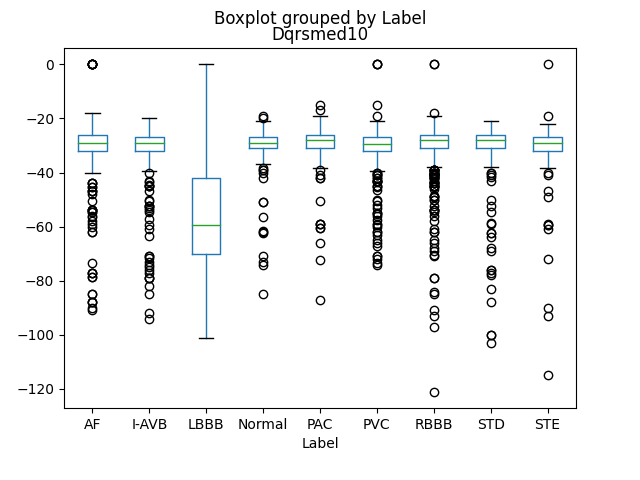 Boxplot grouped by Label
Dqrsmed10
0
−20
−40
−60
−80
−100
−120
AF I-AVB LBBB Normal PAC PVC RBBB STD STE
Label